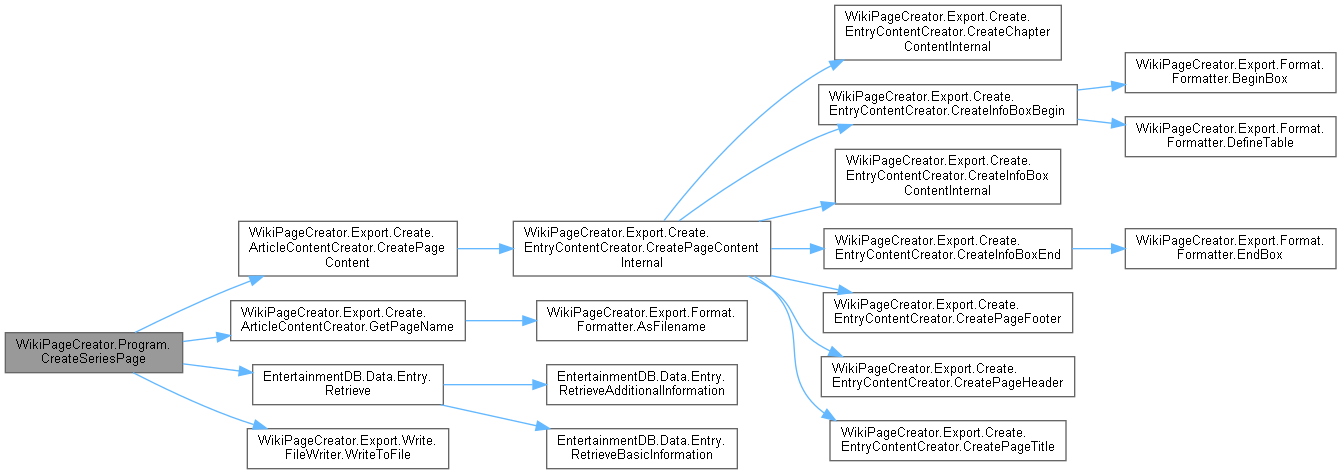 WikiPageCreator.Program.
CreateSeriesPage
WikiPageCreator.Export.Create.
ArticleContentCreator.CreatePage
Content
WikiPageCreator.Export.Create.
EntryContentCreator.CreatePageContent
Internal
WikiPageCreator.Export.Create.
EntryContentCreator.CreateChapter
ContentInternal
WikiPageCreator.Export.Create.
EntryContentCreator.CreateInfoBoxBegin
WikiPageCreator.Export.Format.
Formatter.BeginBox
WikiPageCreator.Export.Format.
Formatter.DefineTable
WikiPageCreator.Export.Create.
EntryContentCreator.CreateInfoBox
ContentInternal
WikiPageCreator.Export.Create.
EntryContentCreator.CreateInfoBoxEnd
WikiPageCreator.Export.Format.
Formatter.EndBox
WikiPageCreator.Export.Create.
EntryContentCreator.CreatePageFooter
WikiPageCreator.Export.Create.
EntryContentCreator.CreatePageHeader
WikiPageCreator.Export.Create.
EntryContentCreator.CreatePageTitle
WikiPageCreator.Export.Create.
ArticleContentCreator.GetPageName
WikiPageCreator.Export.Format.
Formatter.AsFilename
EntertainmentDB.Data.Entry.
Retrieve
EntertainmentDB.Data.Entry.
RetrieveAdditionalInformation
EntertainmentDB.Data.Entry.
RetrieveBasicInformation
WikiPageCreator.Export.Write.
FileWriter.WriteToFile